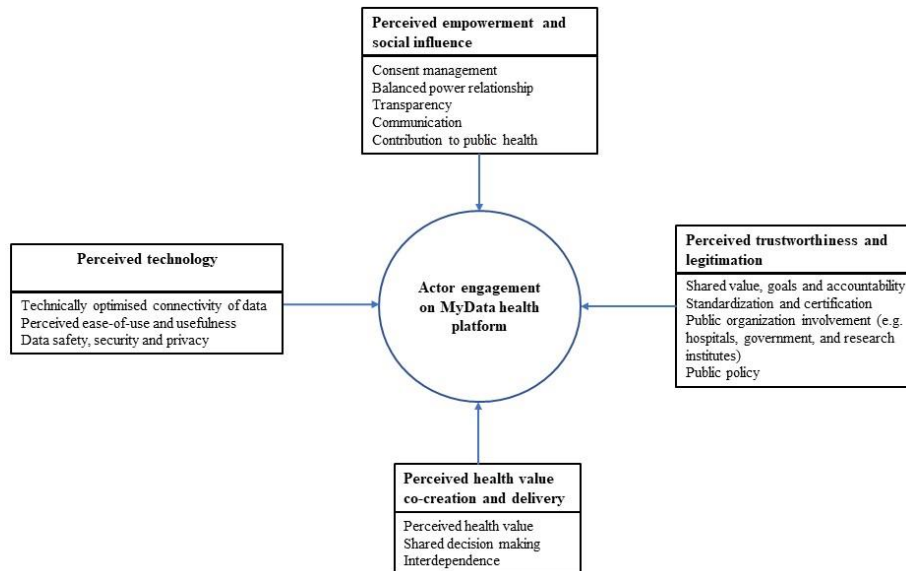 Perceived empowerment and
social influence
Consent management
Balanced power relationship
Transparency
Communication
Contribution to public health
Perceived technology
Technically optimised connectivity of data
Perceived ease-of-use and usefulness
Data safety, security and privacy
Actor engagement
on MyData health
platform
Perceived trustworthiness and
legitimation
Shared value, goals and accountability
Standardization and certification
Public organization involvement (e.g.
hospitals, government, and research
institutes)
Public policy
Perceived health value
co-creation and delivery
Perceived health value
Shared decision making
Interdependence